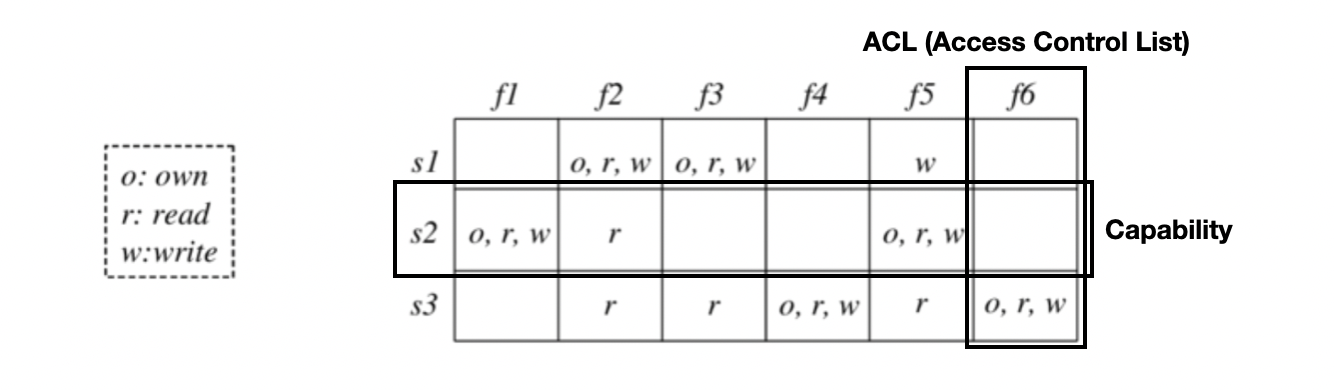 ACL (Access Control List)
f1 f2 f3 f4 f5 f6
o: own
r: read
w:write
s1 o, r, w o, r, w w
s2 o, r, w r o, r, w
Capability
s3 r r o, r, w r o, r, w